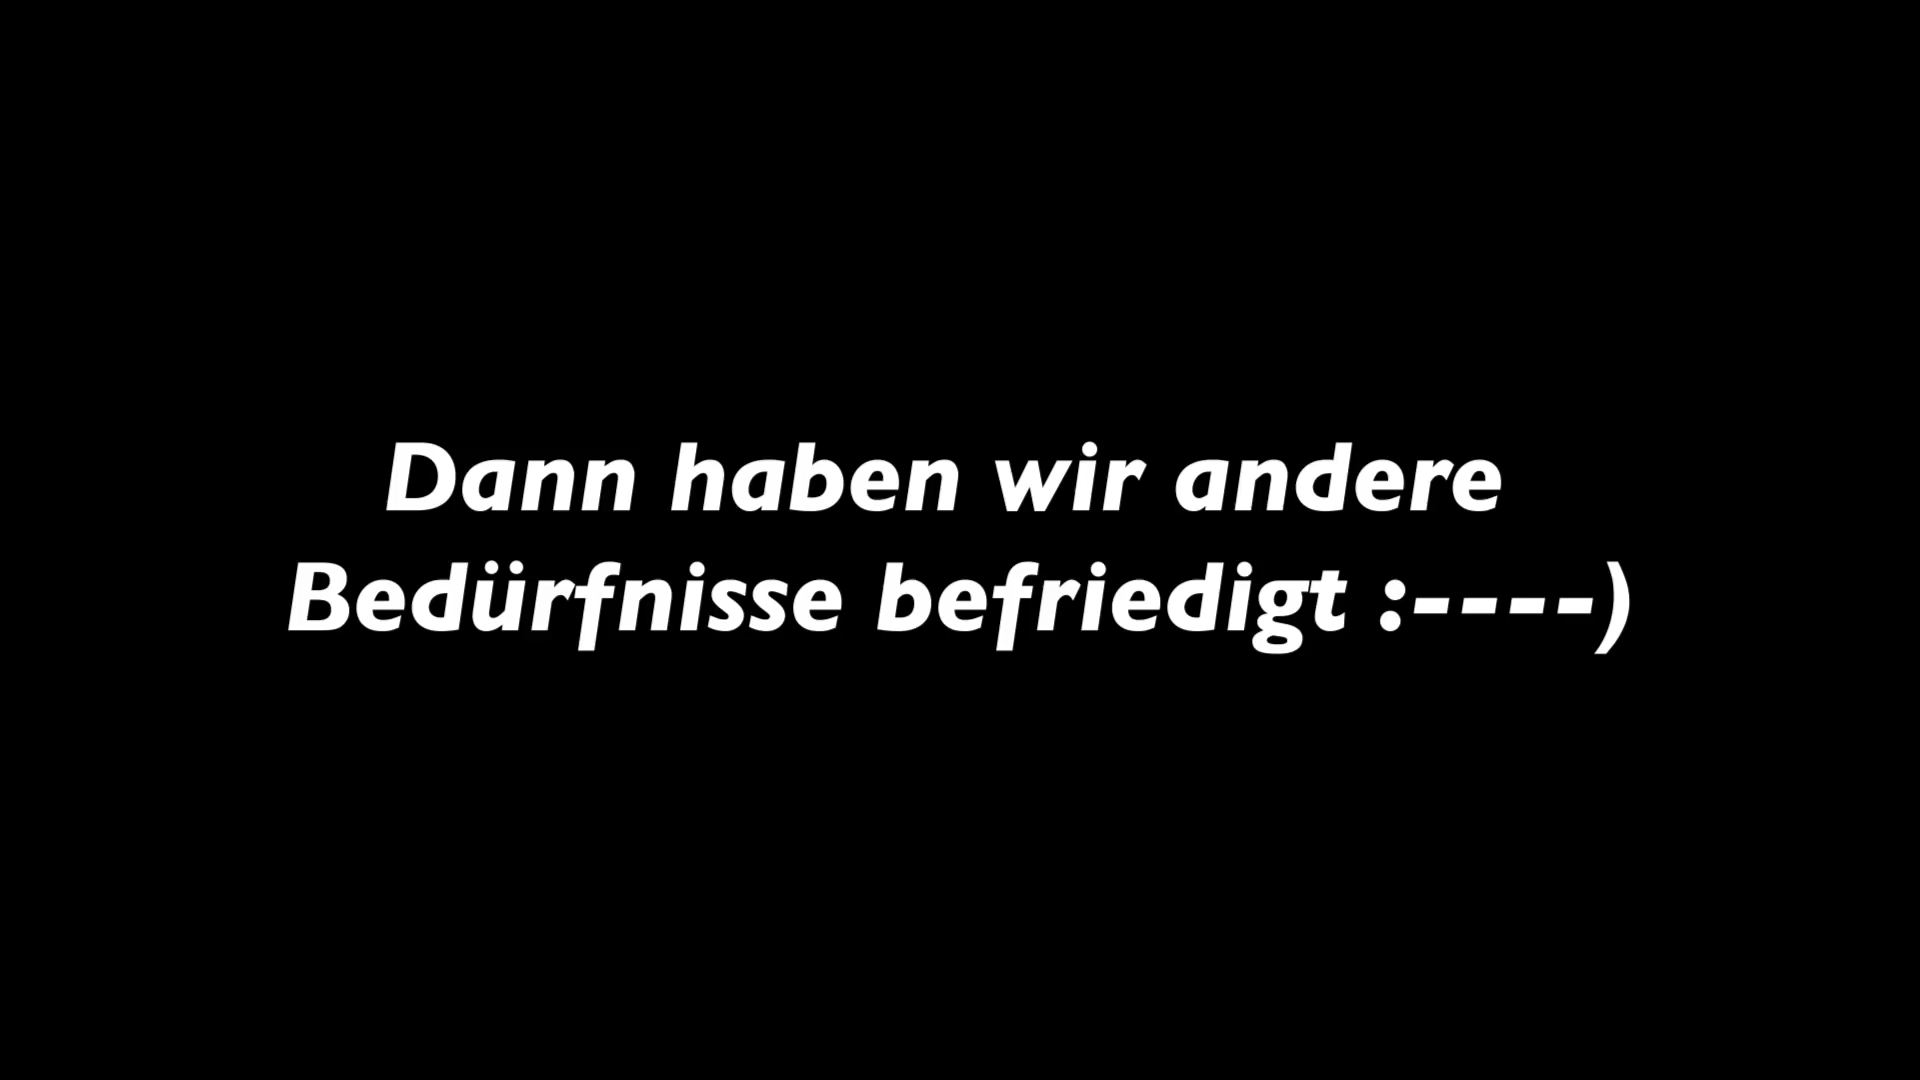 Dann haben wir andere
Bedürfnisse befriedigt :----)